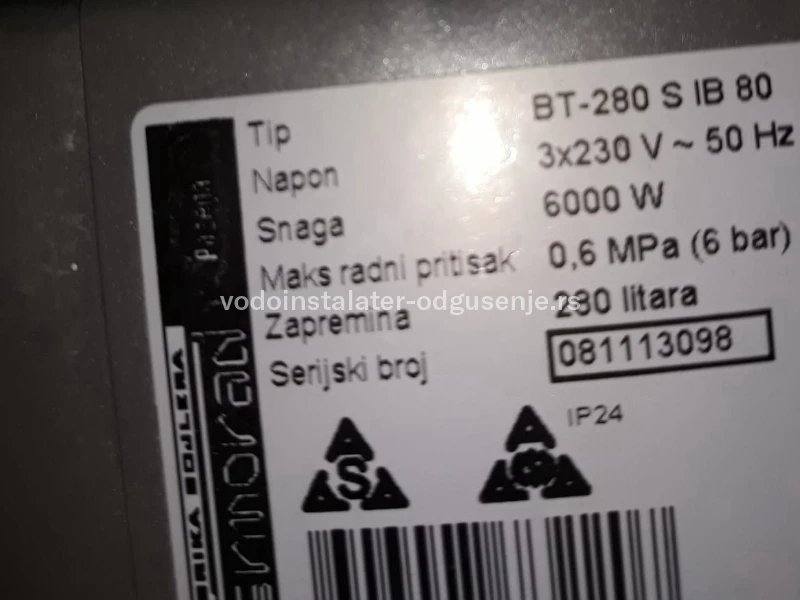 Tip BT-280 S IB 80
Napon 3x230 V ~ 50 Hz
Snaga 6000 W
Maks radni pritisak 0,6 MPa (6 bar)
vodoinstalater-odgusenje.rs
Zapremina 280 litara
Serijski broj 081113098
IP24
A
A S A
A
A A
BOJLERA